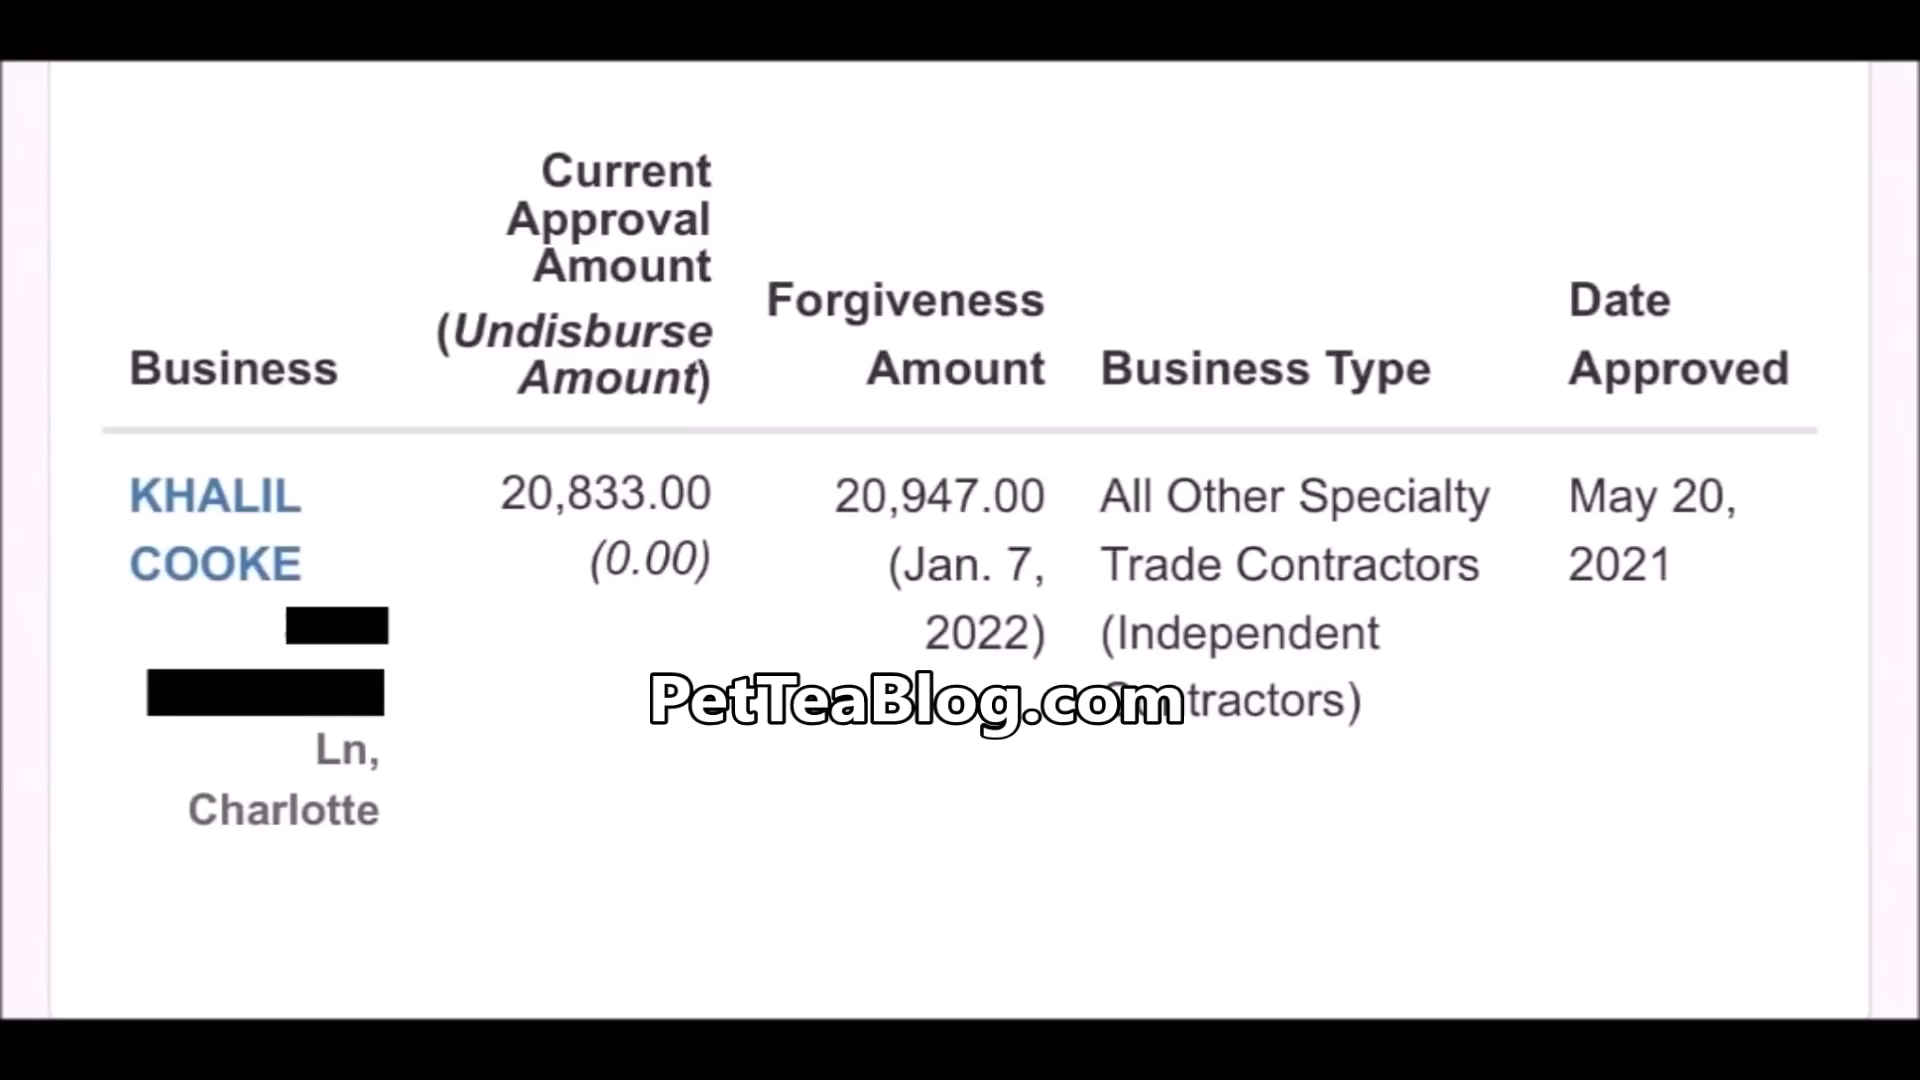 Current
Approval
Amount
(Undisburse
Amount)
Forgiveness
Amount
Business
Business Type
Date
Approved
KHALIL
COOKE
Ln,
Charlotte
20,833.00
(0.00)
20,947.00
(Jan. 7,
2022)
All Other Specialty
Trade Contractors
(Independent
Contractors)
May 20,
2021
PetTeaBlog.com